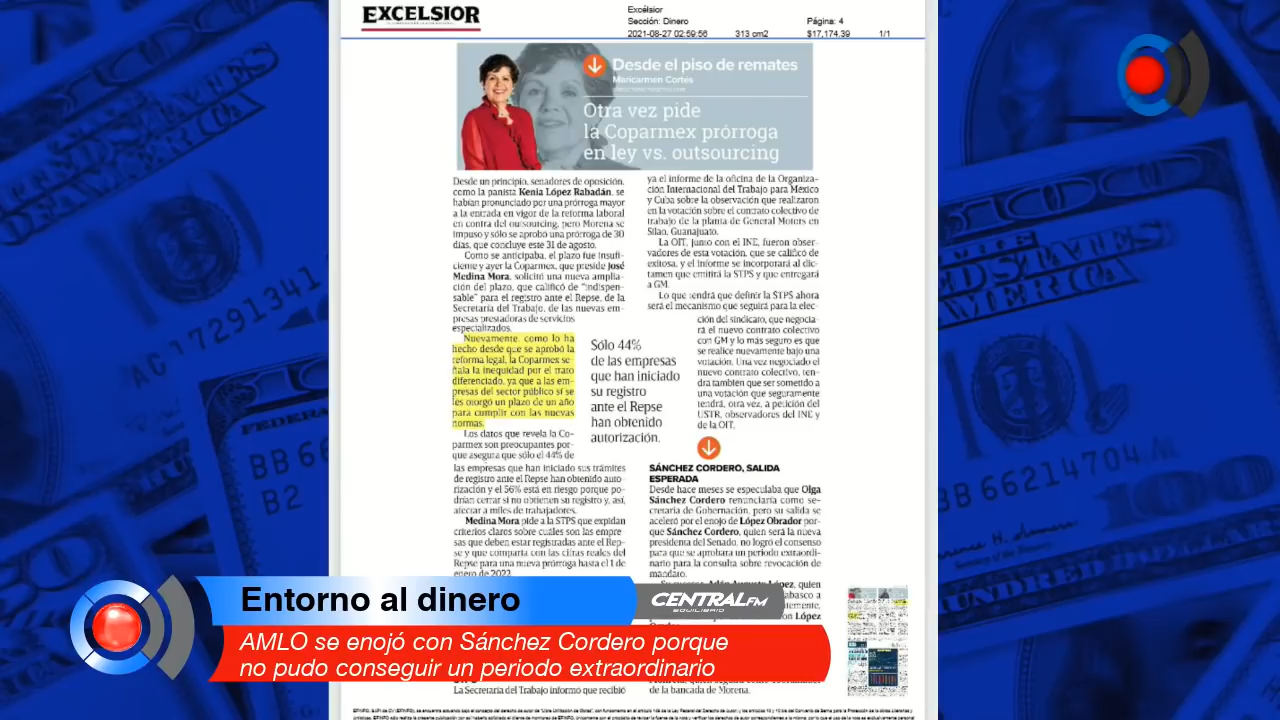 EXCELSIOR
Excélsior
Sección: Dinero
Página: 4
2021-08-27 02:59:56
313 cm2
$17,174.39
1/1
Desde el piso de remates
Maricarmen Cortés
Otra vez pide
la Coparmex prórroga
en ley vs. outsourcing
Desde un principio, senadores de oposición,
como la panista Kenia López Rabadán, se
habían pronunciado por una prórroga mayor
a la entrada en vigor de la reforma laboral
en contra del outsourcing, pero Morena se
impuso y sólo se aprobó una prórroga de 30
días, que concluye este 31 de agosto.
Como se anticipaba, el plazo fue insufi-
ciente y ayer la Coparmex, que preside José
Medina Mora, solicitó una nueva amplia-
ción del plazo, que calificó de "indispen-
sable" para el registro ante el Repse, de la
Secretaría del Trabajo, de las nuevas em-
presas prestadoras de servicios
especializados.
Nuevamente, como lo ha
hecho desde que se aprobó la
reforma legal, la Coparmex se-
ñala la inequidad por el trato
diferenciado, ya que a las em-
presas del sector público sí se
les otorgó un plazo de un año
para cumplir con las nuevas
normas.
Los datos que revela la Co-
parmex son preocupantes por-
que asegura que sólo el 44% de
las empresas que han iniciado sus trámites
de registro ante el Repse han obtenido auto-
rización y el 56% está en riesgo porque po-
drían cerrar si no obtienen su registro y, así,
afectar a miles de trabajadores.
Medina Mora pide a la STPS que expidan
criterios claros sobre cuáles son las empre-
sas que deben estar registradas ante el Rep-
se y que comparta con las cifras reales del
Repse para una nueva prórroga hasta el 1 de
enero de 2022.
La Secretaría del Trabajo informó que recibió
Sólo 44%
de las empresas
que han iniciado
su registro
ante el Repse
han obtenido
autorización.
ya el informe de la oficina de la Organiza-
ción Internacional del Trabajo para México
y Cuba sobre la observación que realizaron
en la votación sobre el contrato colectivo de
trabajo de la planta de General Motors en
Silao, Guanajuato.
La OIT, junto con el INE, fueron obser-
vadores de esta votación, que se calificó de
exitosa, y el informe se incorporará al dic-
tamen que emitirá la STPS y que entregará
a GM.
Lo que tendrá que definir la STPS ahora
será el mecanismo que seguirá para la elec-
ción del sindicato, que negocia-
rá el nuevo contrato colectivo
con GM y lo más seguro es que
se realice nuevamente bajo una
votación. Una vez negociado el
nuevo contrato colectivo, ten-
drá también que ser sometido a
una votación que seguramente
tendrá, otra vez, a petición del
USTR, observadores del INE y
de la OIT.
SÁNCHEZ CORDERO, SALIDA
ESPERADA
Desde hace meses se especulaba que Olga
Sánchez Cordero renunciaría como se-
cretaria de Gobernación, pero su salida se
aceleró por el enojo de López Obrador por-
que Sánchez Cordero, quien será la nueva
presidenta del Senado, no logró el consenso
para que se aprobara un periodo extraordi-
nario para la consulta sobre revocación de
mandato.
López, quien
abasco a
López
de la bancada de Morena.
Entorno al dinero
CENTRAL FM
EQUILIBRIO
AMLO se enojó con Sánchez Cordero porque
no pudo conseguir un periodo extraordinario
BB 66214704
BB 66
B2